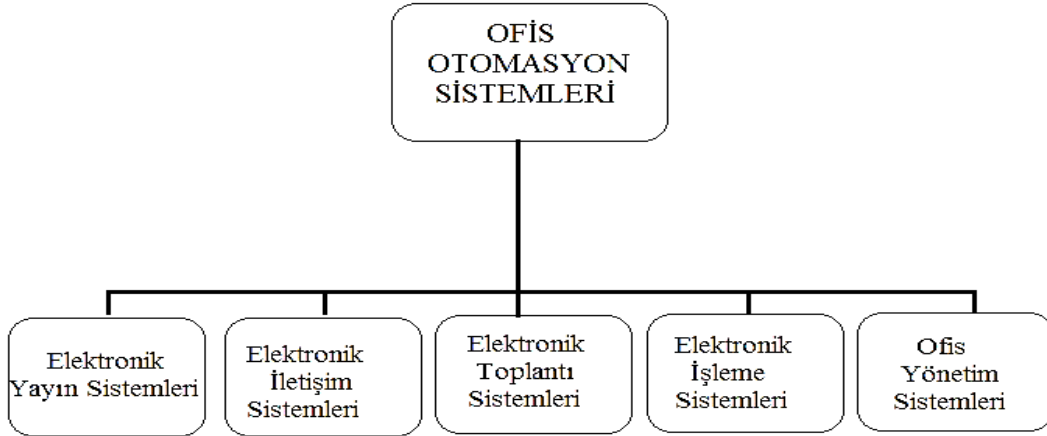 OFİS
OTOMASYON
SİSTEMLERİ
Elektronik
Yayın Sistemleri
Elektronik
İletişim
Sistemleri
Elektronik
Toplantı
Sistemleri
Elektronik
İşleme
Sistemleri
Ofis
Yönetim
Sistemleri